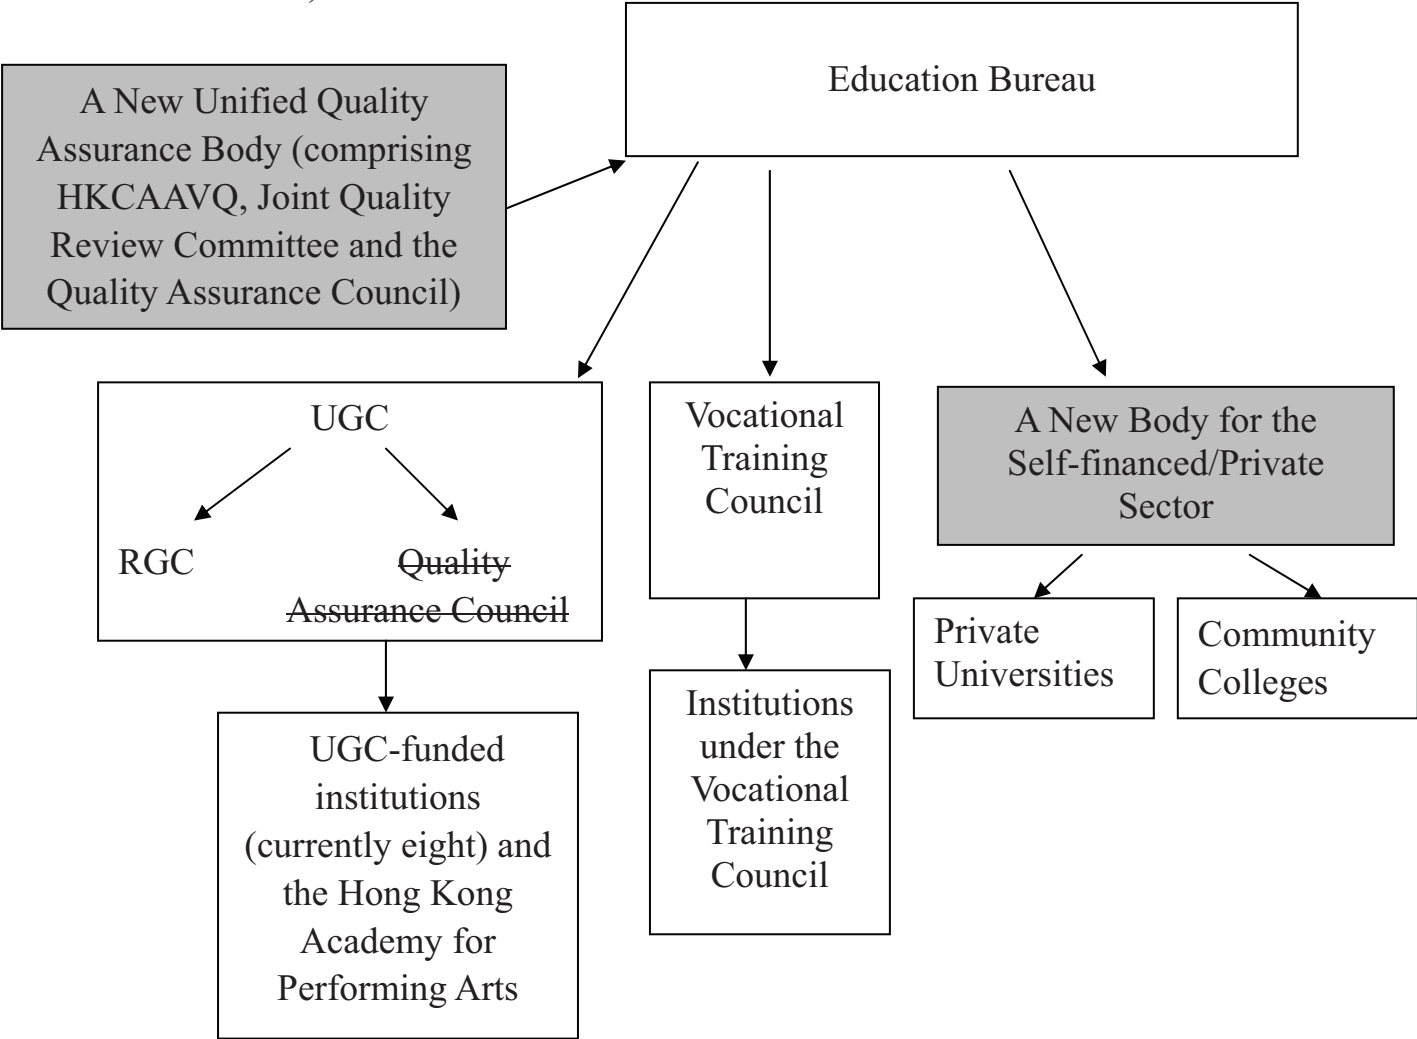 Education Bureau
A New Unified Quality
Assurance Body (comprising
HKCAAVQ, Joint Quality
Review Committee and the
Quality Assurance Council)
UGC
RGC
Quality
Assurance Council
Vocational
Training
Council
A New Body for the
Self-financed/Private
Sector
Private
Universities
Community
Colleges
UGC-funded
institutions
(currently eight) and
the Hong Kong
Academy for
Performing Arts
Institutions
under the
Vocational
Training
Council